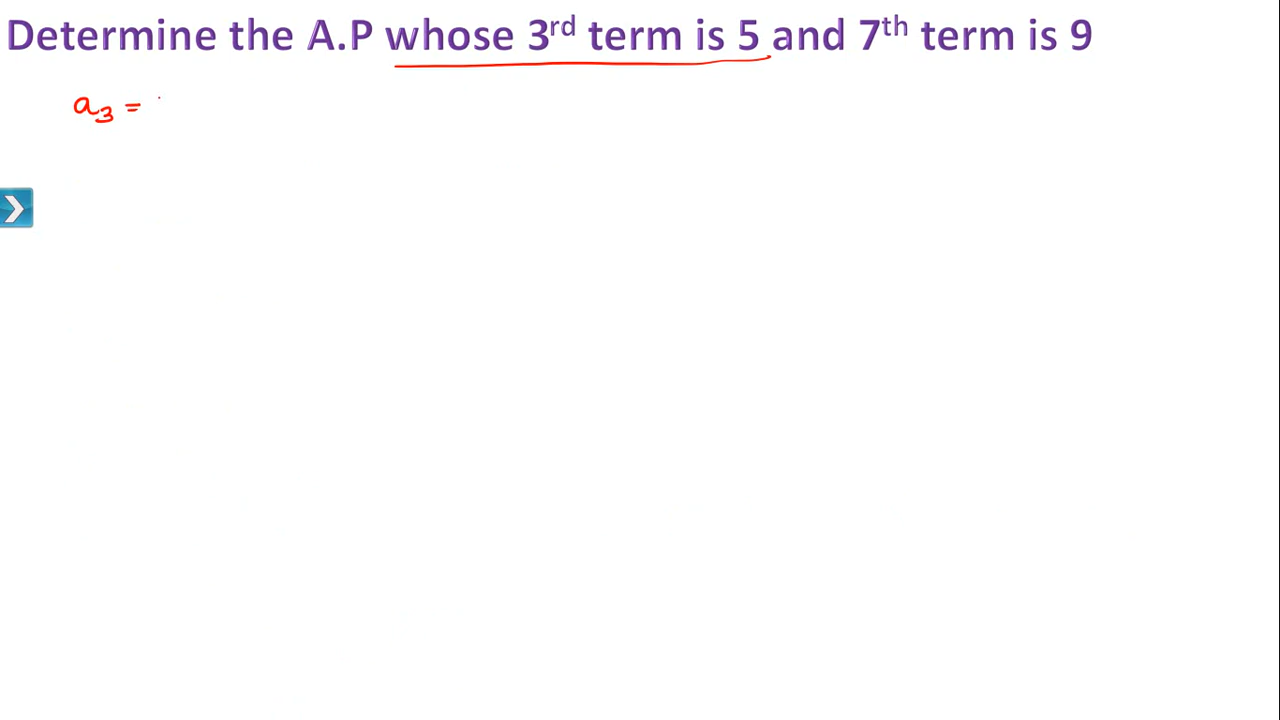 Determine the A.P whose 3rd term is 5 and 7th term is 9
a3 =